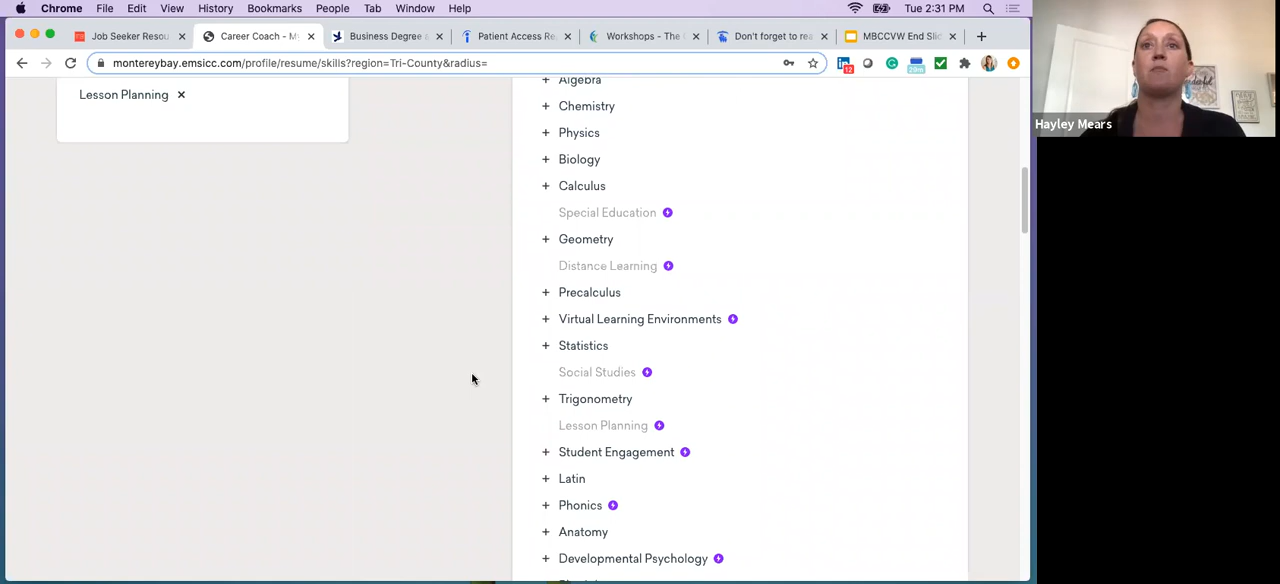 Chrome File Edit View History Bookmarks People Tab Window Help Tue 2:31 PM
Job Seeker Resou Career Coach - M Business Degree a Patient Access Re Workshops - The Don't forget to rea MBCCVW End Slid
montereybay.emsicc.com/profile/resume/skills?region=Tri-County&radius=
12
Lesson Planning
Algebra
Chemistry
Physics
Biology
Calculus
Special Education
Geometry
Distance Learning
Precalculus
Virtual Learning Environments
Statistics
Social Studies
Trigonometry
Lesson Planning
Student Engagement
Latin
Phonics
Anatomy
Developmental Psychology
Hayley Mears